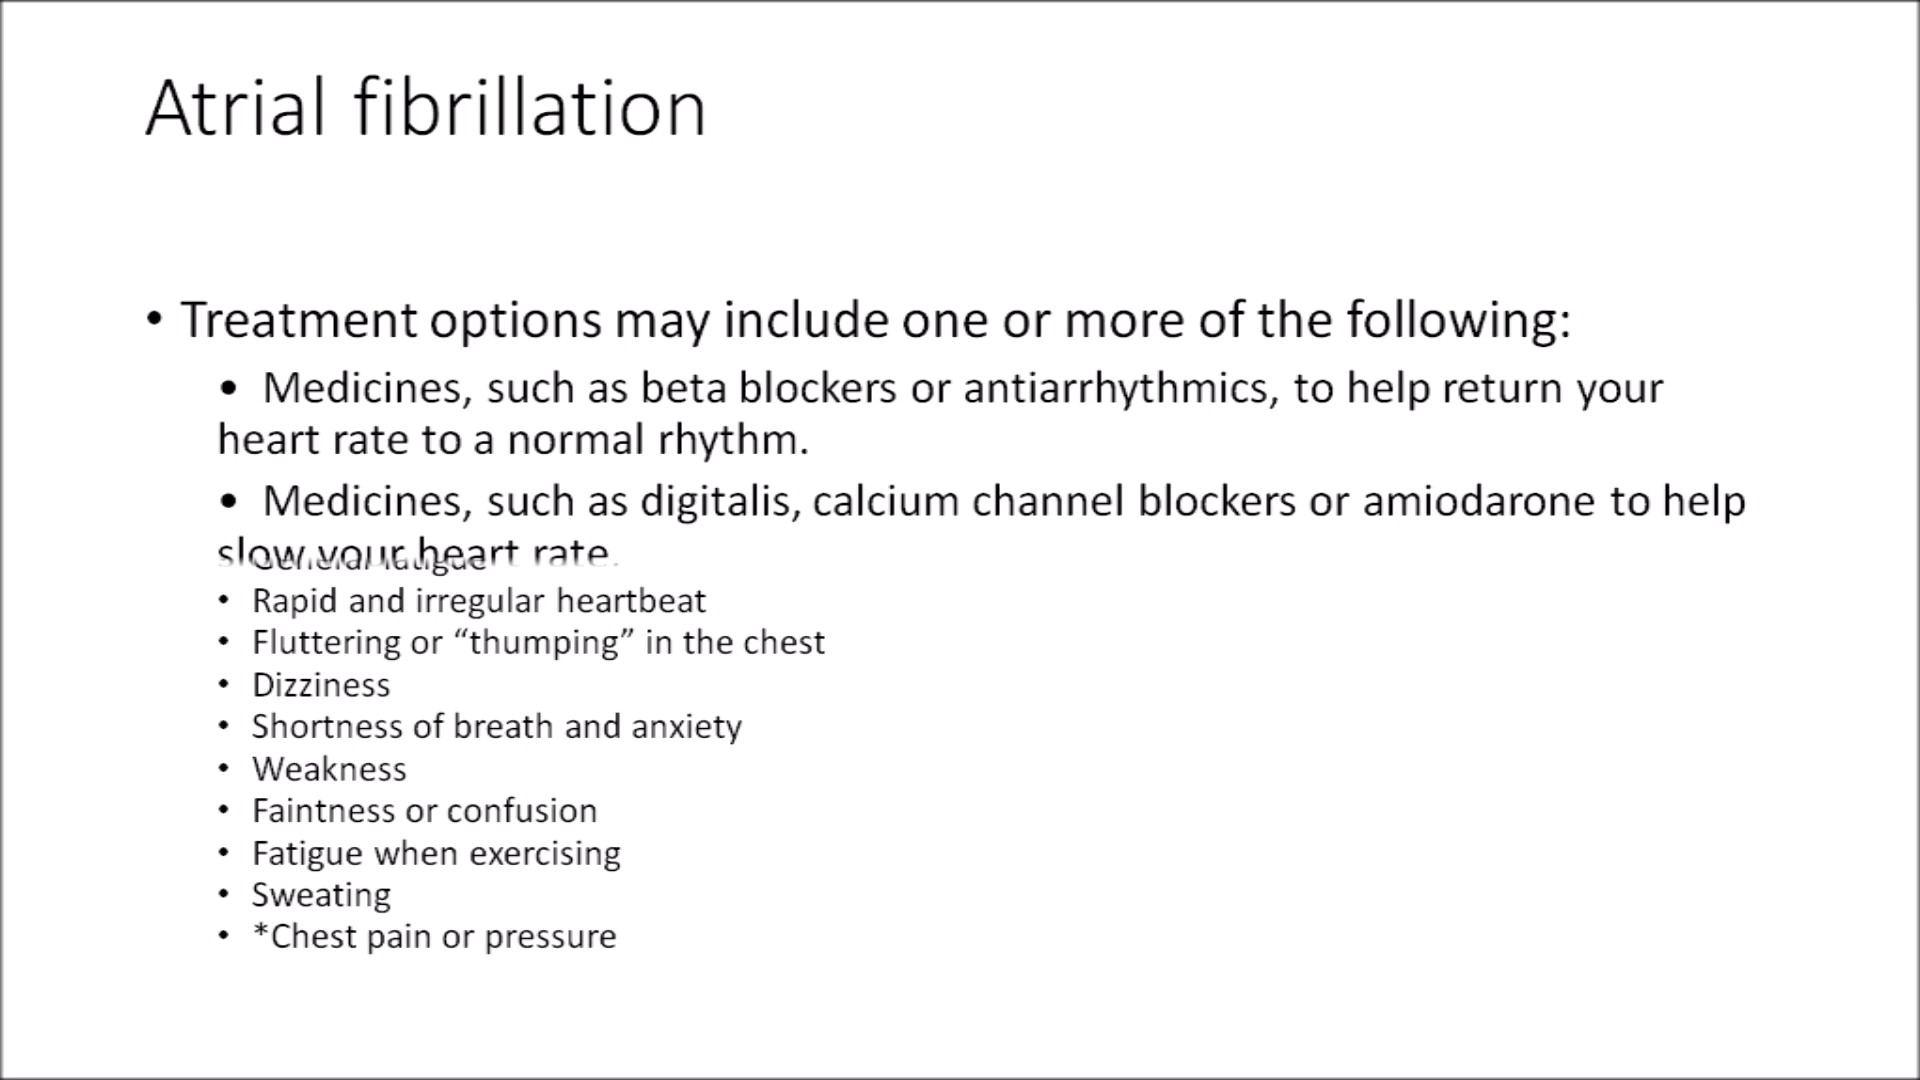 Atrial fibrillation
• Treatment options may include one or more of the following:
• Medicines, such as beta blockers or antiarrhythmics, to help return your
heart rate to a normal rhythm.
• Medicines, such as digitalis, calcium channel blockers or amiodarone to help
slow your heart rate.
• Rapid and irregular heartbeat
• Fluttering or “thumping” in the chest
• Dizziness
• Shortness of breath and anxiety
• Weakness
• Faintness or confusion
• Fatigue when exercising
• Sweating
• *Chest pain or pressure